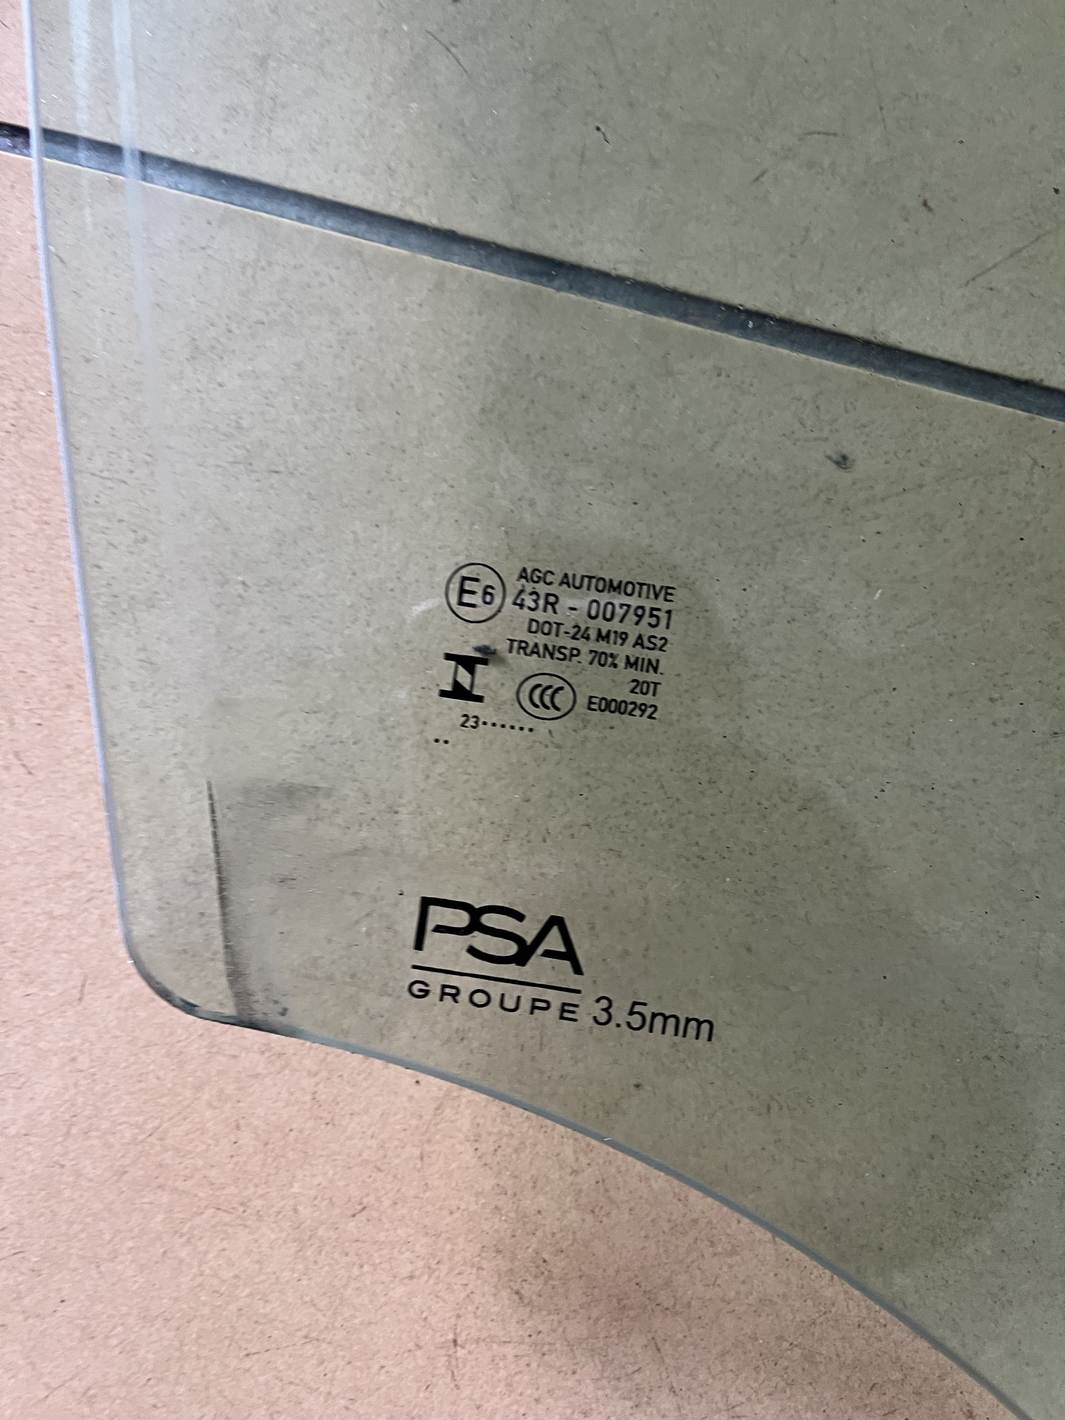 E6 AGC AUTOMOTIVE
43R - 007951
DOT-24 M19 AS2
TRANSP. 70% MIN.
20T
CCC E000292
23••••••
••
PSA
GROUPE 3.5mm